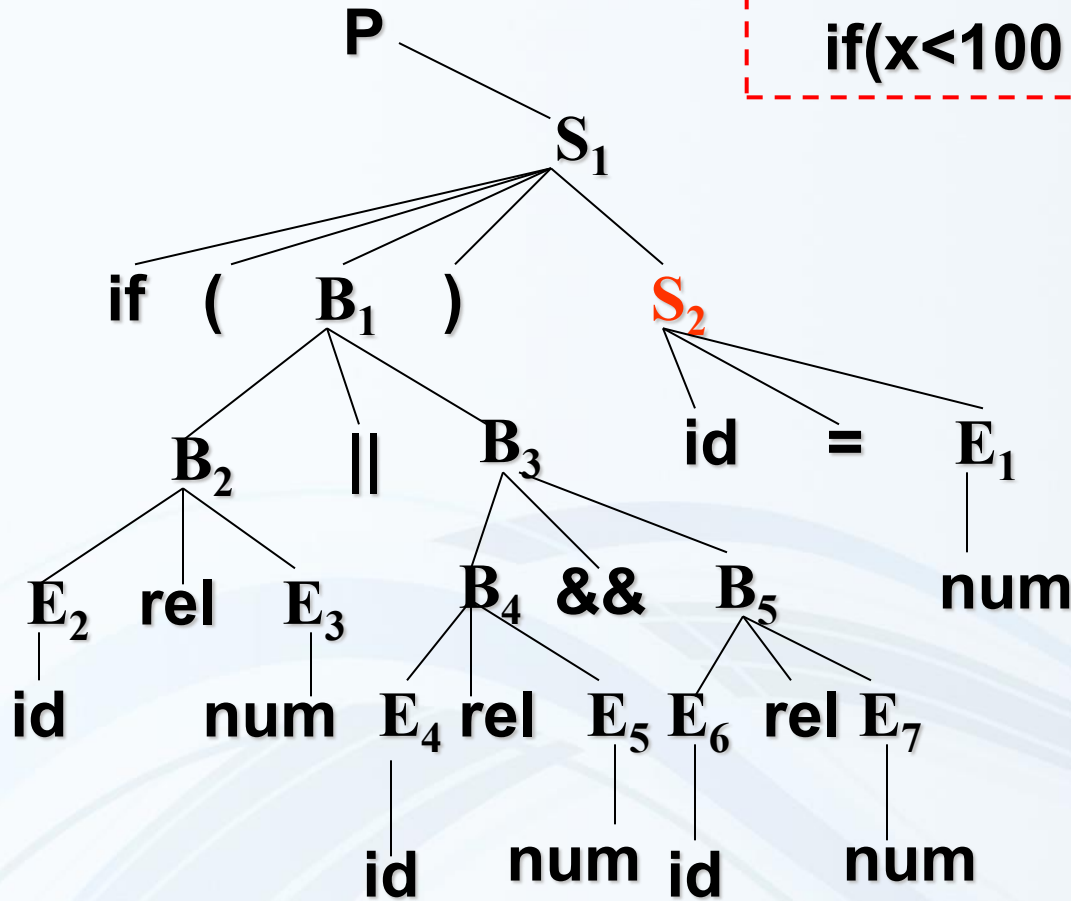 P
if(x<100
S₁
if ( B₁ ) S₂
B₂ || B₃ id = E₁
E₂ rel E₃ B₄ && B₅ num
id num E₄ rel E₅ E₆ rel E₇
id num id num